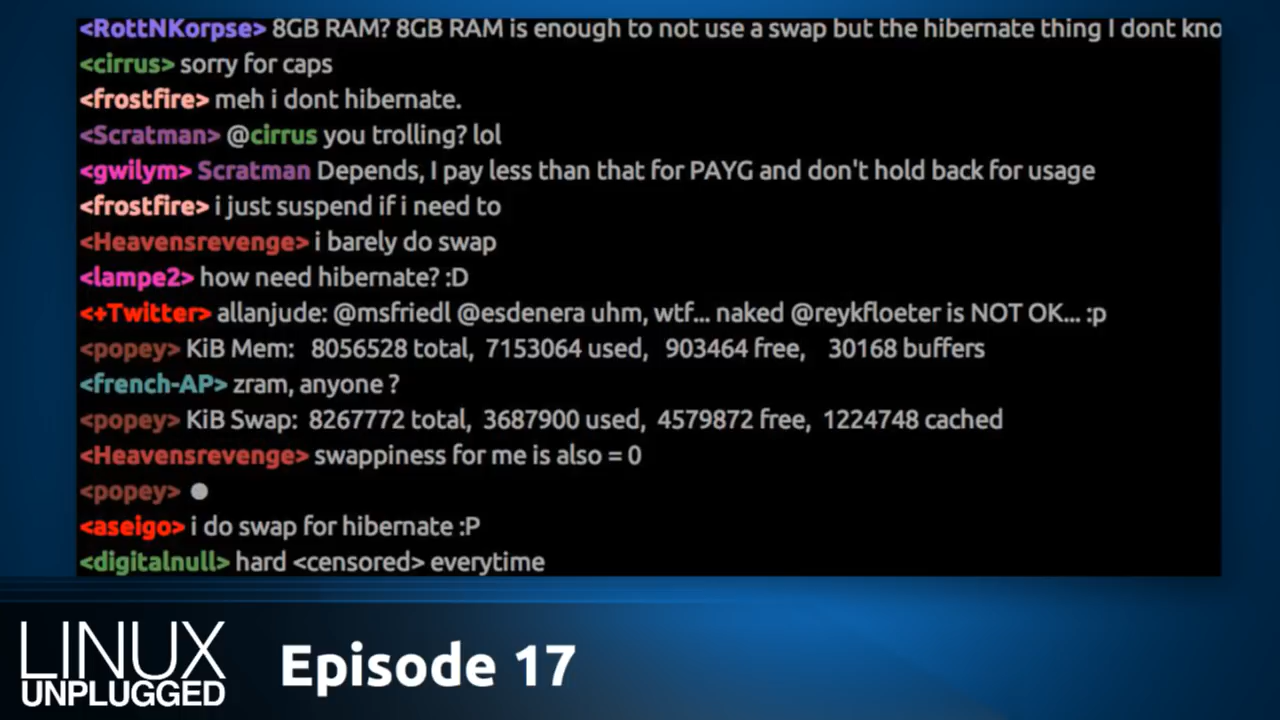 <RottNKorpse> 8GB RAM? 8GB RAM is enough to not use a swap but the hibernate thing I dont kno
<cirrus> sorry for caps
<frostfire> meh i dont hibernate.
<Scratman> @cirrus you trolling? lol
<gwilym> Scratman Depends, I pay less than that for PAYG and don't hold back for usage
<frostfire> i just suspend if i need to
<Heavensrevenge> i barely do swap
<lampe2> how need hibernate? :D
<+Twitter> allanjude: @msfriedl @esdenera uhm, wtf... naked @reykfloeter is NOT OK... :p
<popey> KiB Mem: 8056528 total, 7153064 used, 903464 free, 30168 buffers
<french-AP> zram, anyone ?
<popey> KiB Swap: 8267772 total, 3687900 used, 4579872 free, 1224748 cached
<Heavensrevenge> swappiness for me is also = 0
<popey> ●
<aseigo> i do swap for hibernate :P
<digitalnull> hard <censored> everytime
LINUX
UNPLUGGED
Episode 17